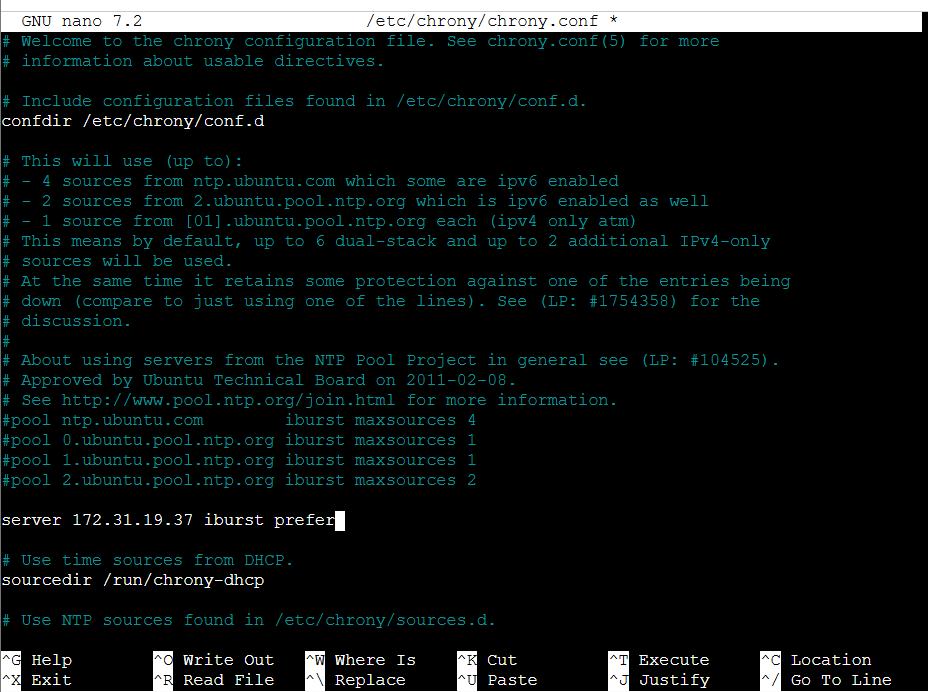 GNU nano 7.2 /etc/chrony/chrony.conf *
# Welcome to the chrony configuration file. See chrony.conf(5) for more
# information about usable directives.
# Include configuration files found in /etc/chrony/conf.d.
confdir /etc/chrony/conf.d
# This will use (up to):
# - 4 sources from ntp.ubuntu.com which some are ipv6 enabled
# - 2 sources from 2.ubuntu.pool.ntp.org which is ipv6 enabled as well
# - 1 source from [01].ubuntu.pool.ntp.org each (ipv4 only atm)
# This means by default, up to 6 dual-stack and up to 2 additional IPv4-only
# sources will be used.
# At the same time it retains some protection against one of the entries being
# down (compare to just using one of the lines). See (LP: #1754358) for the
# discussion.
#
# About using servers from the NTP Pool Project in general see (LP: #104525).
# Approved by Ubuntu Technical Board on 2011-02-08.
# See http://www.pool.ntp.org/join.html for more information.
#pool ntp.ubuntu.com        iburst maxsources 4
#pool 0.ubuntu.pool.ntp.org iburst maxsources 1
#pool 1.ubuntu.pool.ntp.org iburst maxsources 1
#pool 2.ubuntu.pool.ntp.org iburst maxsources 2
server 172.31.19.37 iburst prefer
# Use time sources from DHCP.
sourcedir /run/chrony-dhcp
# Use NTP sources found in /etc/chrony/sources.d.
^G Help ^O Write Out ^W Where Is ^K Cut ^T Execute ^C Location
^X Exit ^R Read File ^\ Replace ^U Paste ^J Justify ^/ Go To Line